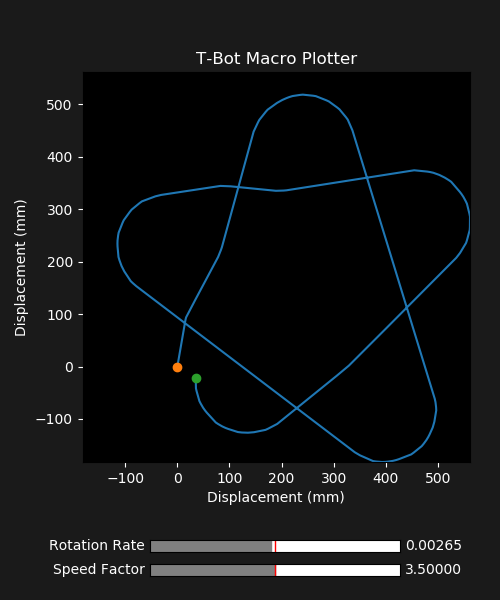 T-Bot Macro Plotter
Displacement (mm)
500
400
300
200
100
0
−100
−100 0 100 200 300 400 500
Displacement (mm)
Rotation Rate 0.00265
Speed Factor 3.50000